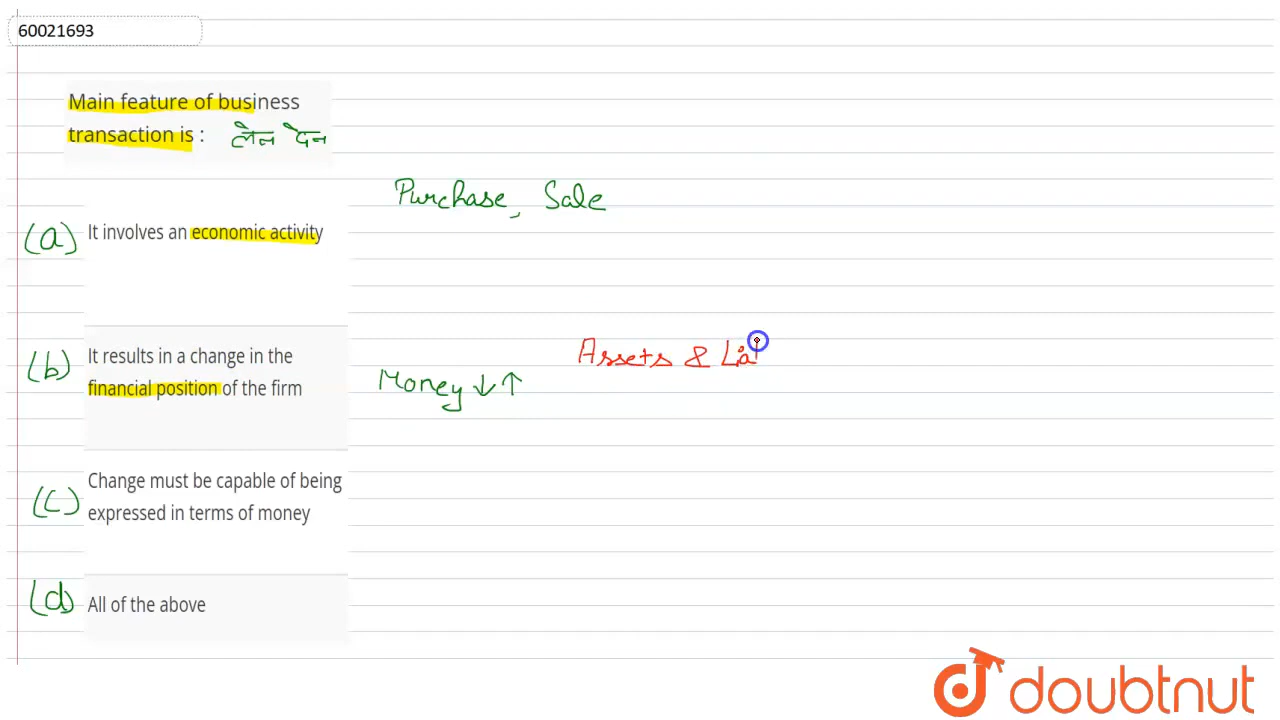 60021693
Main feature of business
transaction is : लेन देन
Purchase, Sale
(a) It involves an economic activity
(b) It results in a change in the
financial position of the firm
Assets & Lia
Money ↓ ↑
(c) Change must be capable of being
expressed in terms of money
(d) All of the above
doubtnut